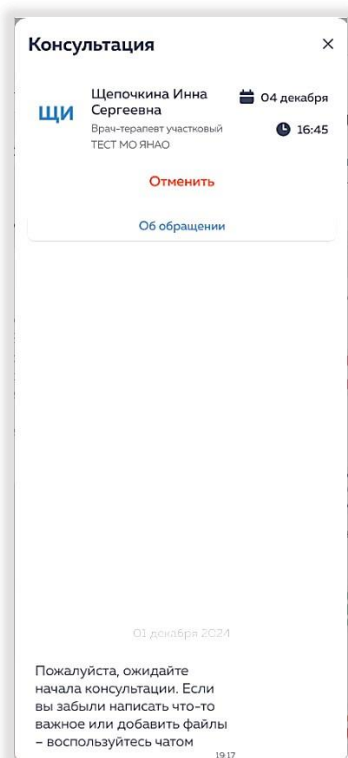 Консультация
ЩИ
Щепочкина Инна
Сергеевна
Врач-терапевт участковый
ТЕСТ МО ЯНАО
04 декабря
16:45
Отменить
Об обращении
01 декабря 2024
Пожалуйста, ожидайте
начала консультации. Если
вы забыли написать что-то
важное или добавить файлы
– воспользуйтесь чатом
19:17